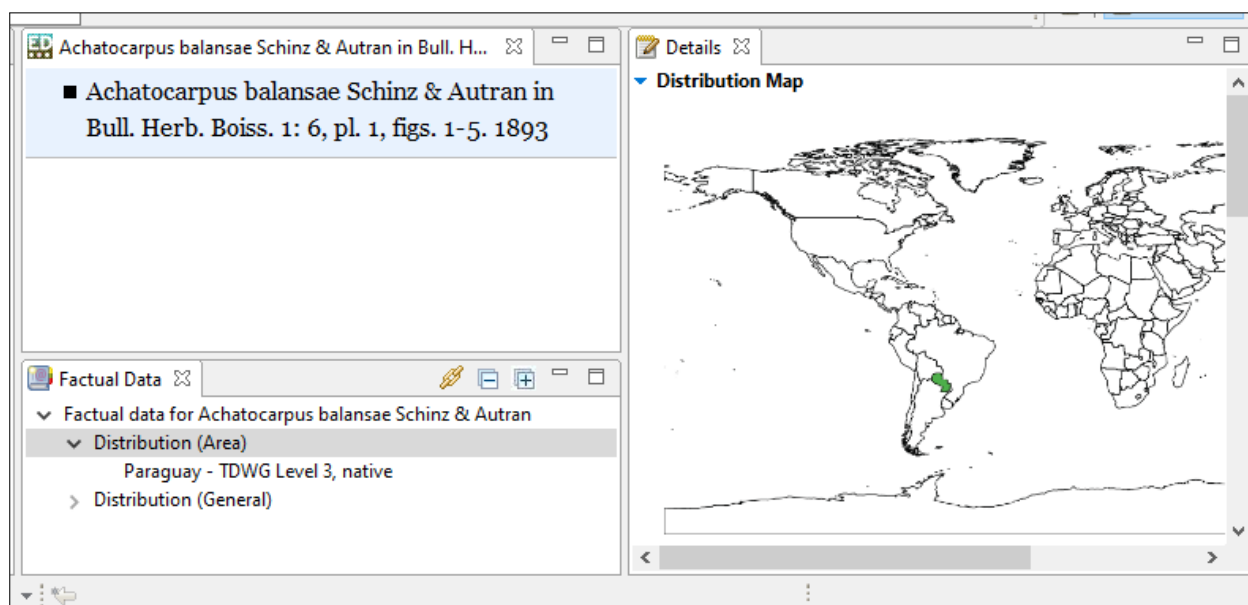 Achatocarpus balansae Schinz & Autran in Bull. H...
Achatocarpus balansae Schinz & Autran in
Bull. Herb. Boiss. 1: 6, pl. 1, figs. 1-5. 1893
Factual Data
Factual data for Achatocarpus balansae Schinz & Autran
Distribution (Area)
Paraguay - TDWG Level 3, native
Distribution (General)
Details
Distribution Map